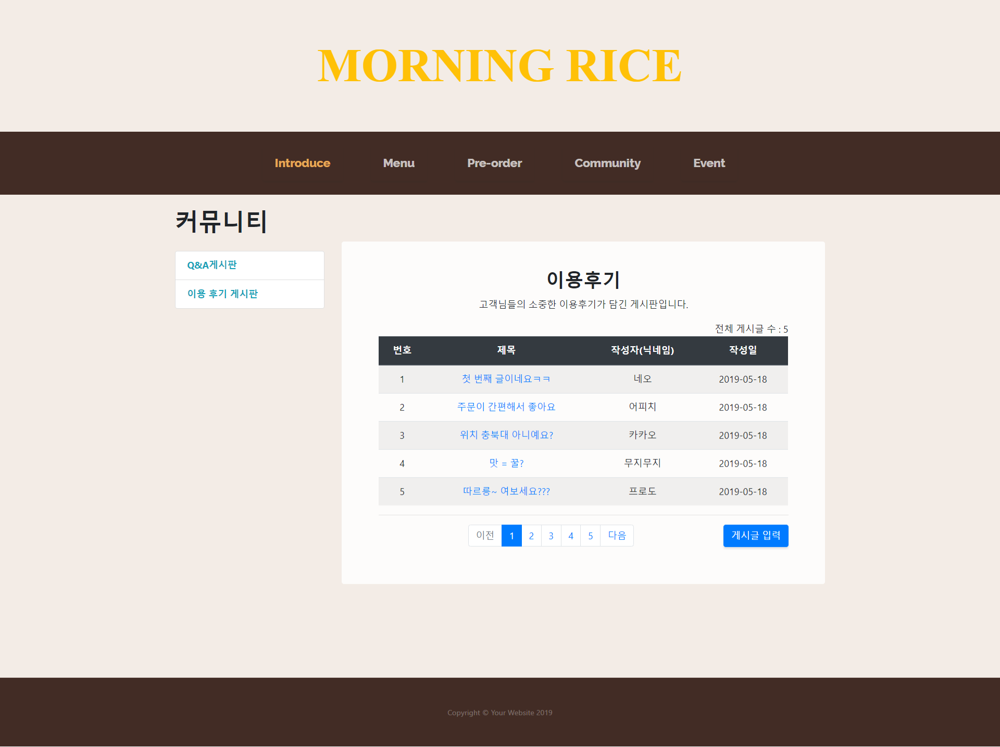 MORNING RICE
Introduce Menu Pre-order Community Event
커뮤니티
Q&A게시판
이용 후기 게시판
이용후기
고객님들의 소중한 이용후기가 담긴 게시판입니다.
전체 게시글 수 : 5
번호 제목 작성자(닉네임) 작성일
1 첫 번째 글이네요ㅋㅋ 네오 2019-05-18
2 주문이 간편해서 좋아요 어피치 2019-05-18
3 위치 충북대 아니예요? 카카오 2019-05-18
4 맛 = 꿀? 무지무지 2019-05-18
5 따르릉~ 여보세요??? 프로도 2019-05-18
이전 1 2 3 4 5 다음 게시글 입력
Copyright © Your Website 2019